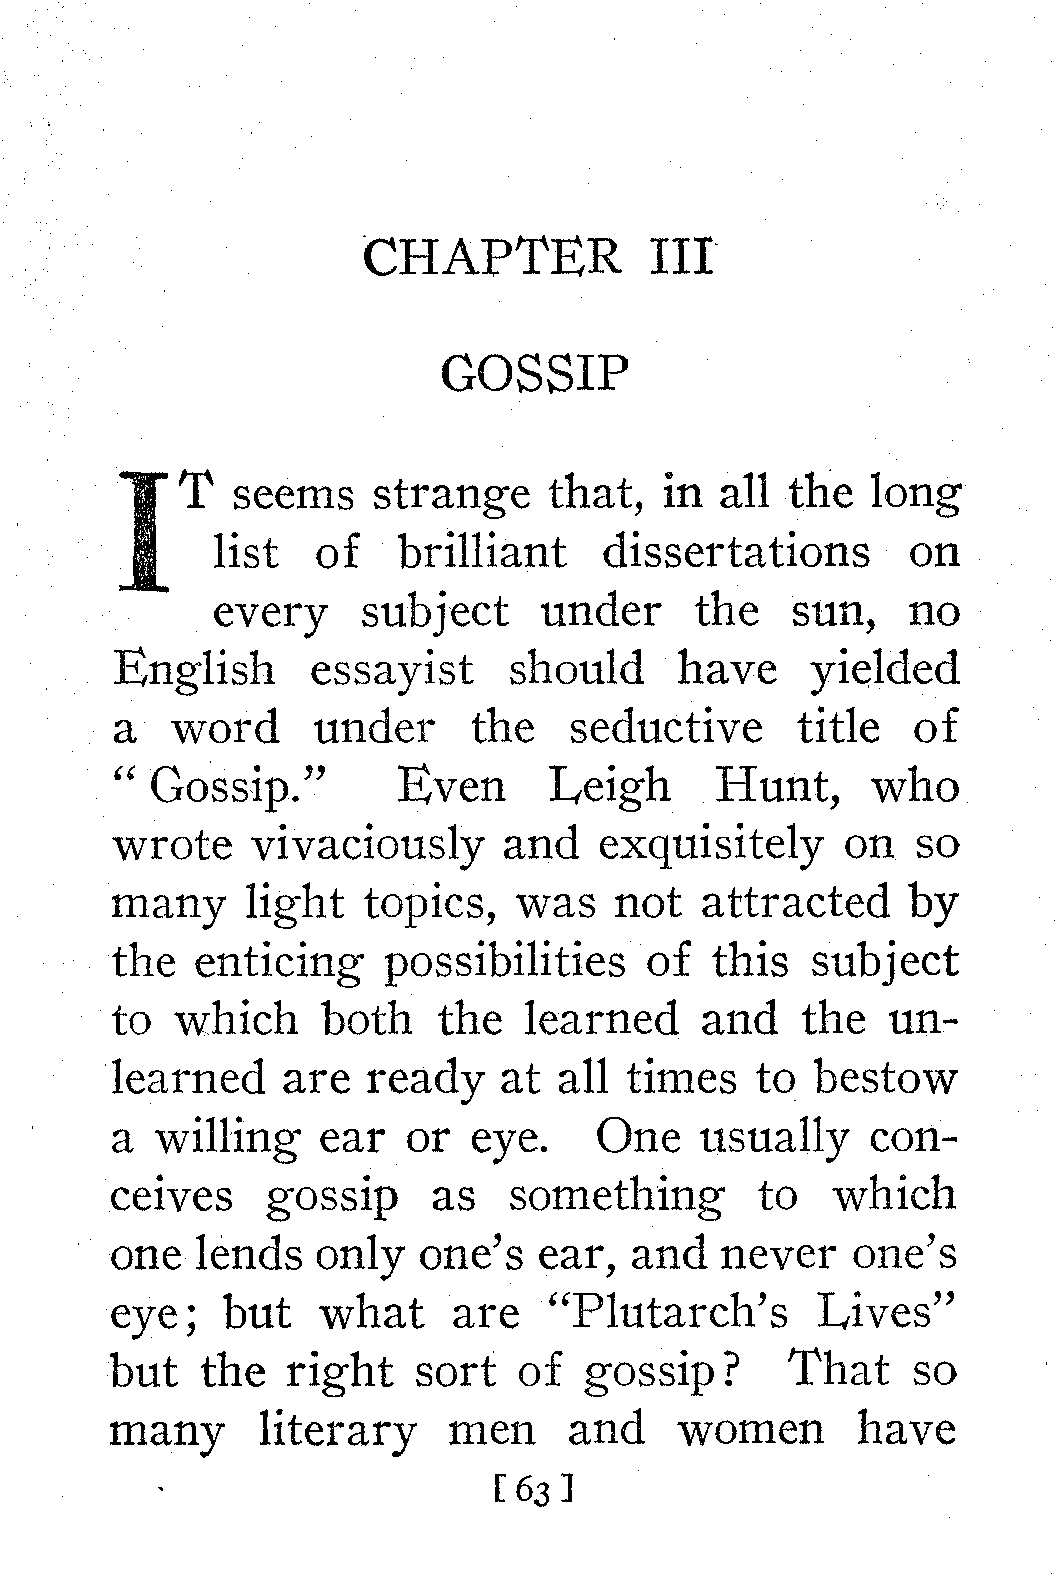 CHAPTER III
GOSSIP
IT seems strange that, in all the long
list of brilliant dissertations on
every subject under the sun, no
English essayist should have yielded
a word under the seductive title of
“ Gossip.” Even Leigh Hunt, who
wrote vivaciously and exquisitely on so
many light topics, was not attracted by
the enticing possibilities of this subject
to which both the learned and the un-
learned are ready at all times to bestow
a willing ear or eye. One usually con-
ceives gossip as something to which
one lends only one’s ear, and never one’s
eye; but what are “Plutarch’s Lives”
but the right sort of gossip? That so
many literary men and women have
[ 63 ]